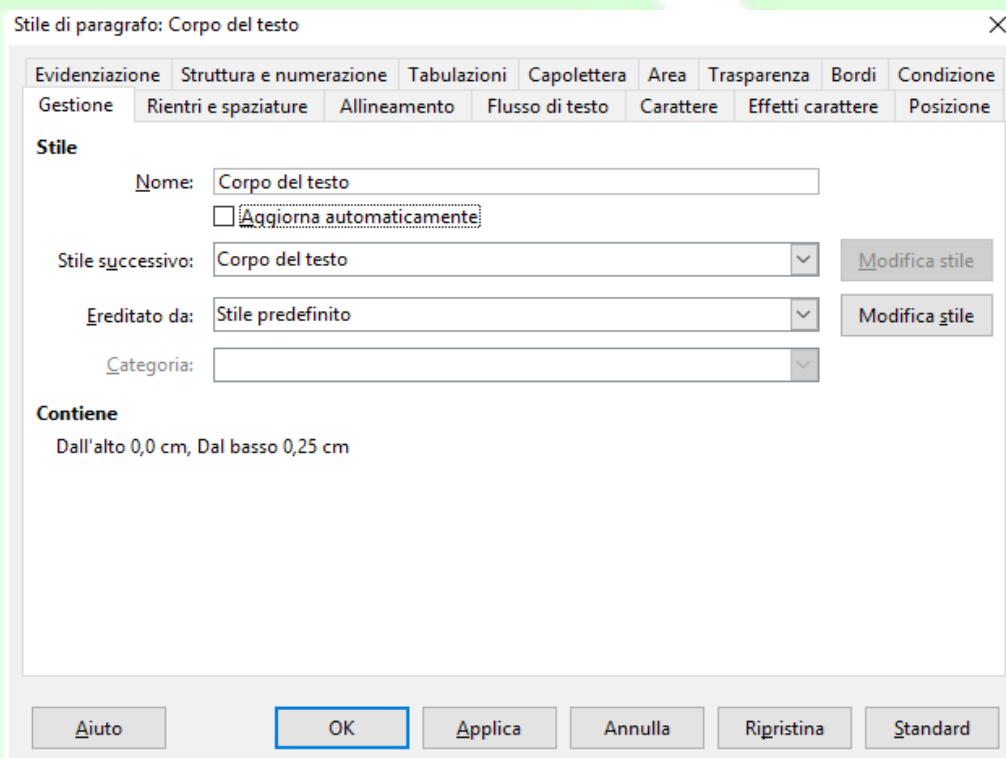 Stile di paragrafo: Corpo del testo
Evidenziazione Struttura e numerazione Tabulazioni Capolettera Area Trasparenza Bordi Condizione
Gestione Rientri e spaziature Allineamento Flusso di testo Carattere Effetti carattere Posizione
Stile
Nome: Corpo del testo
Aggiorna automaticamente
Stile successivo: Corpo del testo Modifica stile
Ereditato da: Stile predefinito Modifica stile
Categoria:
Contiene
Dall'alto 0,0 cm, Dal basso 0,25 cm
Aiuto OK Applica Annulla Ripristina Standard